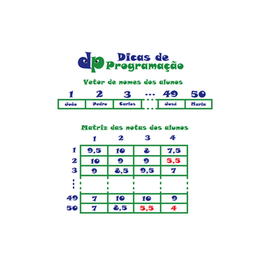 dp Dicas de
Programação
Vetor de nomes dos alunos
1 2 3 ... 49 50
João Pedro Carlos José Maria
Matriz das notas dos alunos
1 2 3 4
1 9,5 10 8 7,5
2 10 9 9 5,5
3 9 8,5 9,5 7
49 7 10 10 9
50 7 8,5 5,5 4